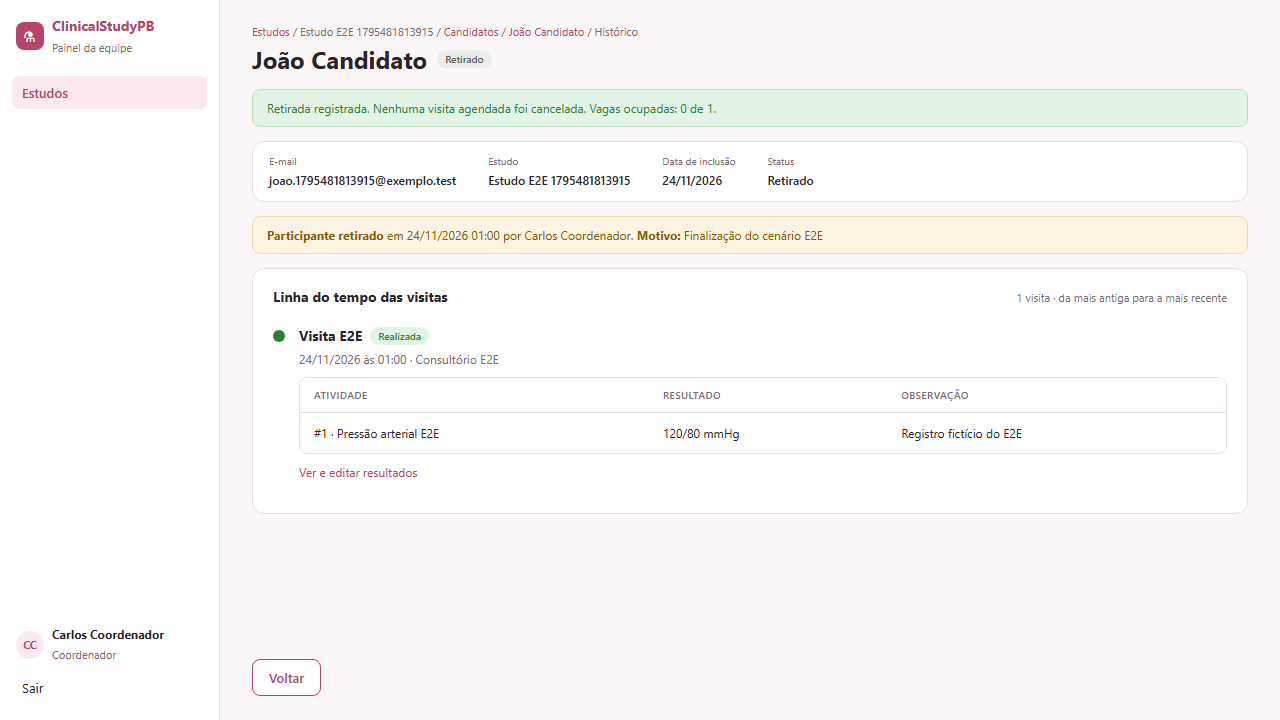 ClinicalStudyPB
Painel da equipe
Estudos
Carlos Coordenador
CC
Coordenador
Sair
Estudos / Estudo E2E 1795481813915 / Candidatos / João Candidato / Histórico
João Candidato Retirado
Retirada registrada. Nenhuma visita agendada foi cancelada. Vagas ocupadas: 0 de 1.
E-mail Estudo Data de inclusão Status
joao.1795481813915@exemplo.test Estudo E2E 1795481813915 24/11/2026 Retirado
Participante retirado em 24/11/2026 01:00 por Carlos Coordenador. Motivo: Finalização do cenário E2E
Linha do tempo das visitas 1 visita · da mais antiga para a mais recente
Visita E2E Realizada
24/11/2026 às 01:00 · Consultório E2E
ATIVIDADE RESULTADO OBSERVAÇÃO
#1 · Pressão arterial E2E 120/80 mmHg Registro fictício do E2E
Ver e editar resultados
Voltar